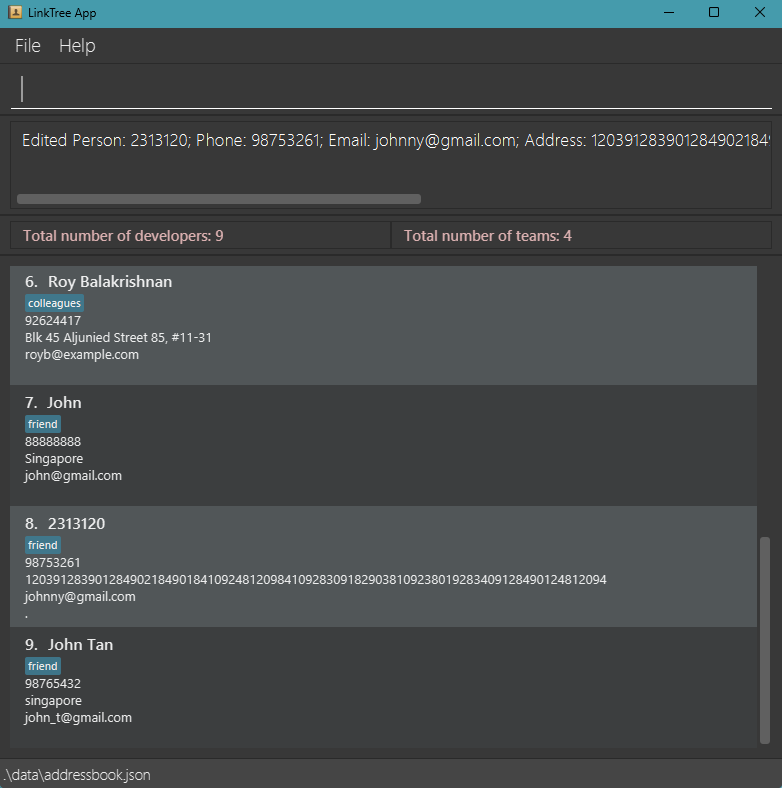 LinkTree App
File Help
Edited Person: 2313120; Phone: 98753261; Email: johnny@gmail.com; Address: 120391283901284902184
Total number of developers: 9
Total number of teams: 4
6. Roy Balakrishnan
colleagues
92624417
Blk 45 Aljunied Street 85, #11-31
royb@example.com
7. John
friend
88888888
Singapore
john@gmail.com
8. 2313120
friend
98753261
12039128390128490218490184109248120984109283091829038109238019283409128490124812094
johnny@gmail.com
.
9. John Tan
friend
98765432
singapore
john_t@gmail.com
.\data\addressbook.json